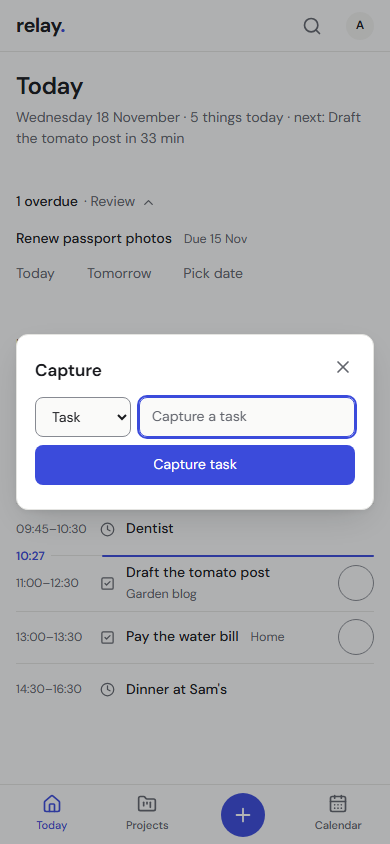 relay.
A
Today
Wednesday 18 November · 5 things today · next: Draft
the tomato post in 33 min
1 overdue · Review
Renew passport photos Due 15 Nov
Today Tomorrow Pick date
Capture
Task Capture a task
Capture task
09:45–10:30 Dentist
10:27
11:00–12:30 Draft the tomato post
Garden blog
13:00–13:30 Pay the water bill Home
14:30–16:30 Dinner at Sam's
Today Projects Calendar